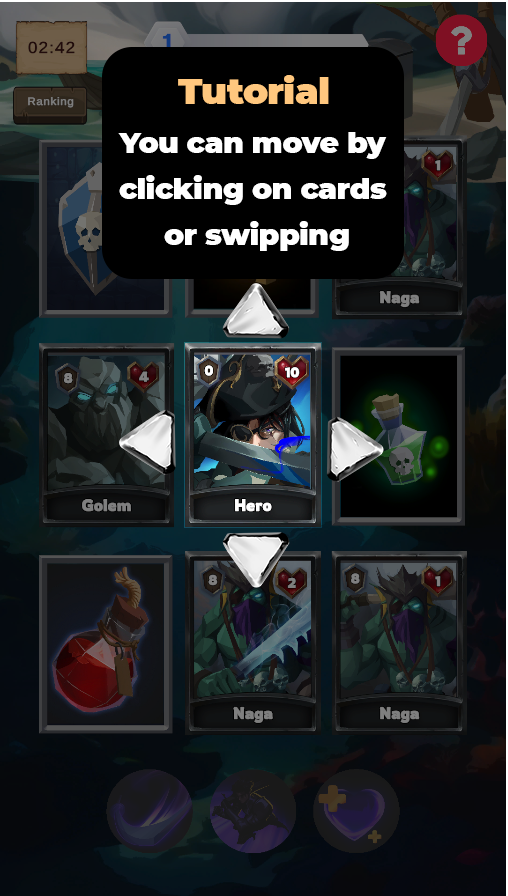 02:42
1
?
Ranking
Tutorial
You can move by
clicking on cards
or swipping
1
Naga
8
4
Golem
0
10
Hero
8
2
Naga
8
1
Naga